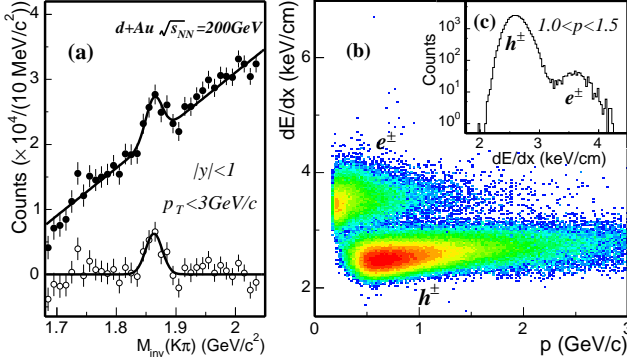 Counts (×10⁴/(10 MeV/c²)
4
3
2
1
0
(a)
d+Au √s_NN=200GeV
|y|<1
p_T<3GeV/c
1.7 1.8 1.9 2
M_inv(Kπ) (GeV/c²)
dE/dx (keV/cm)
6
4
2
(b)
e±
h±
0 1 2 3
p (GeV/c)
Counts
10³
10²
10
1
(c)
1.0<p<1.5
h±
e±
2 3 4
dE/dx (keV/cm)